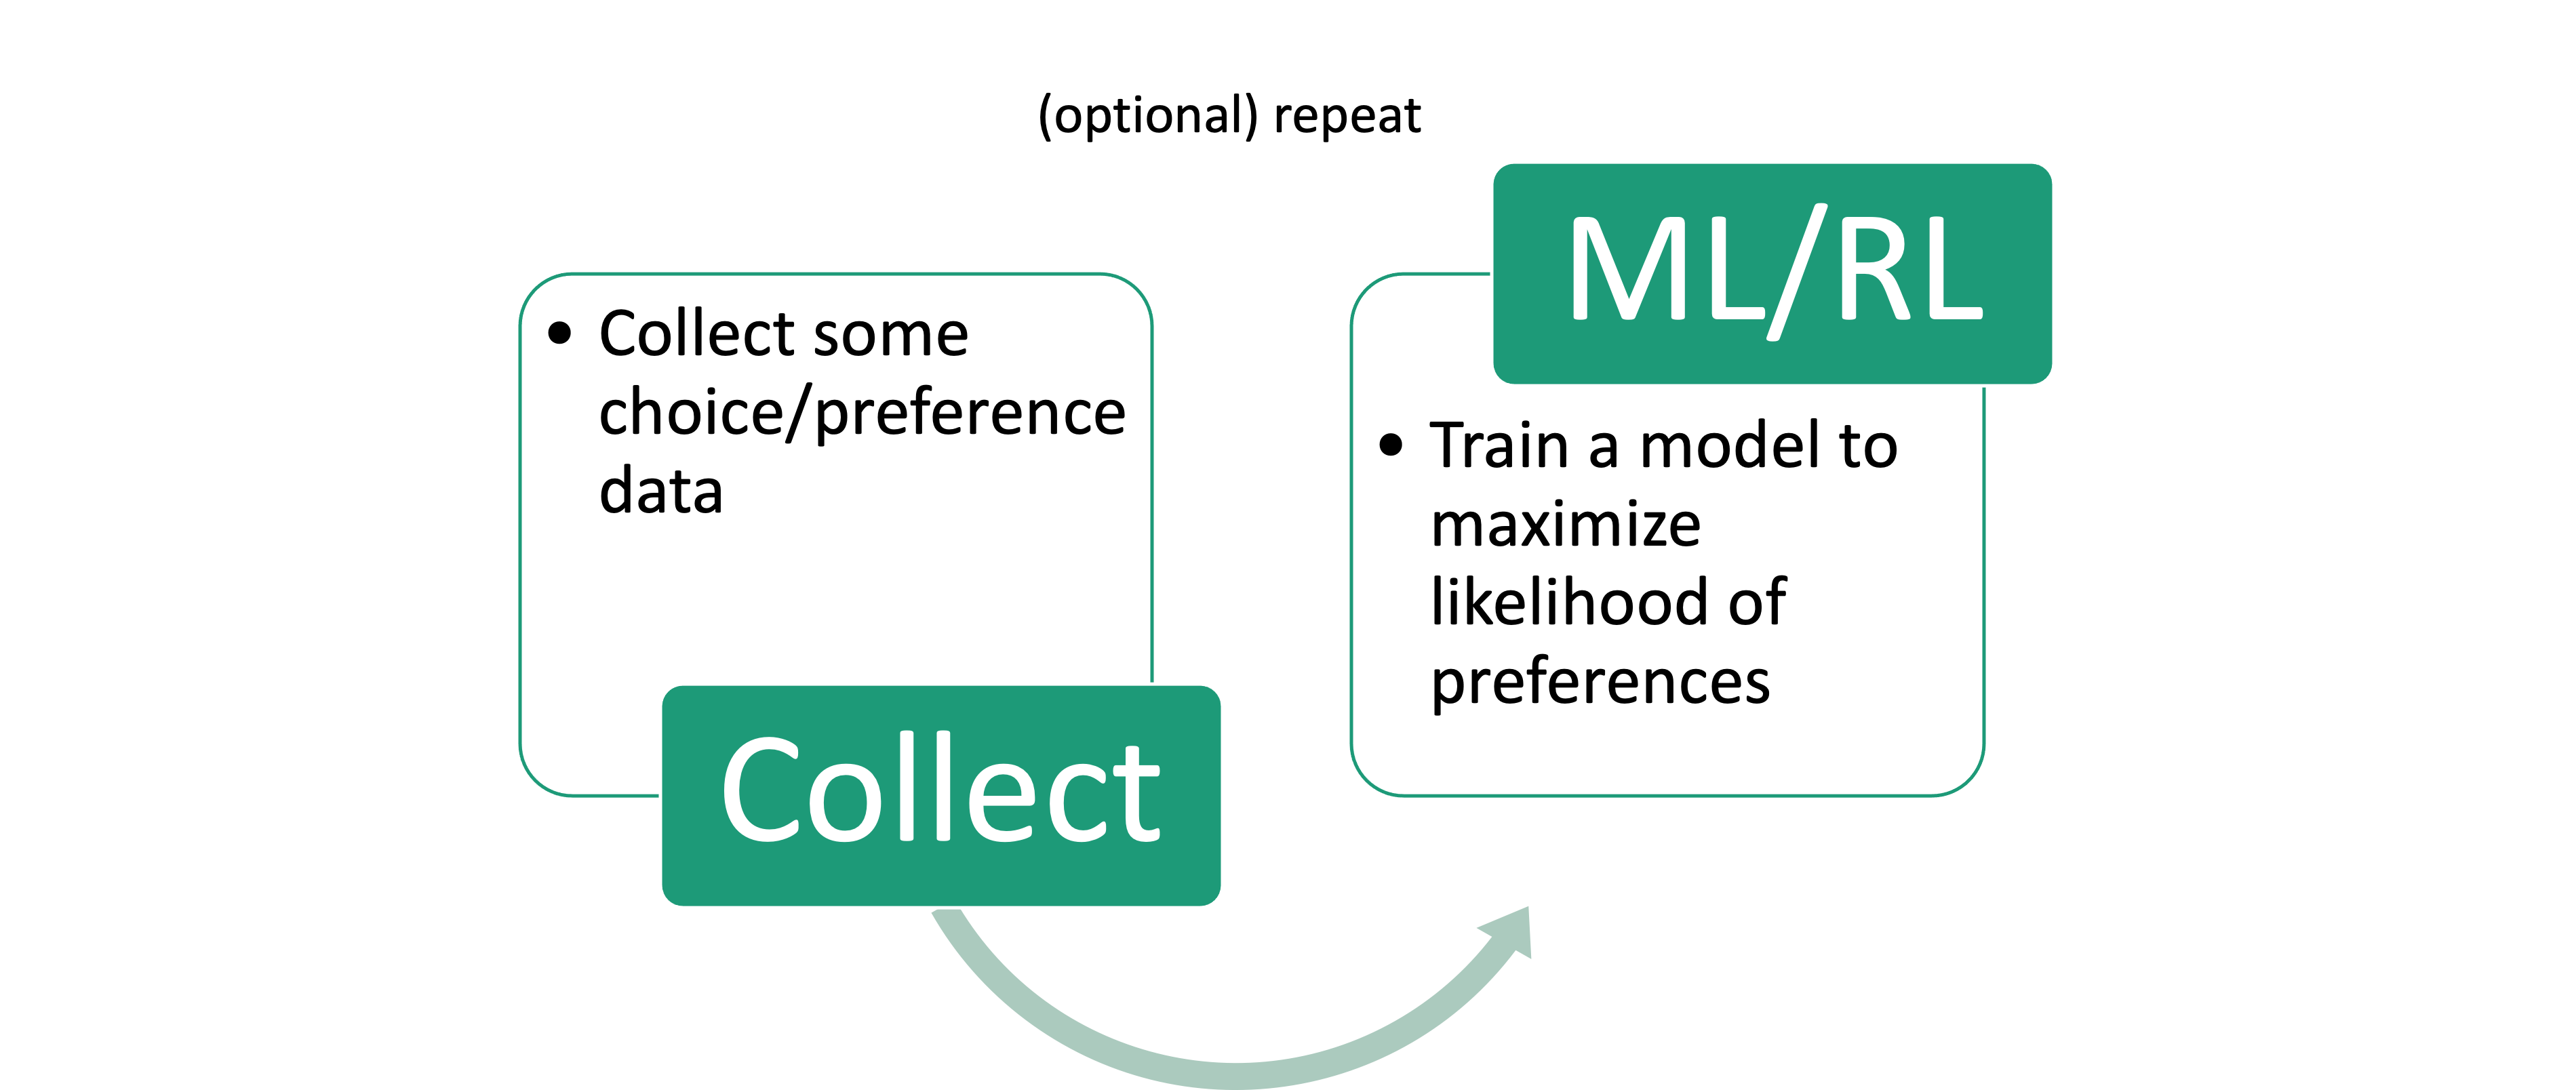 (optional) repeat
• Collect some
choice/preference
data
Collect
ML/RL
• Train a model to
maximize
likelihood of
preferences